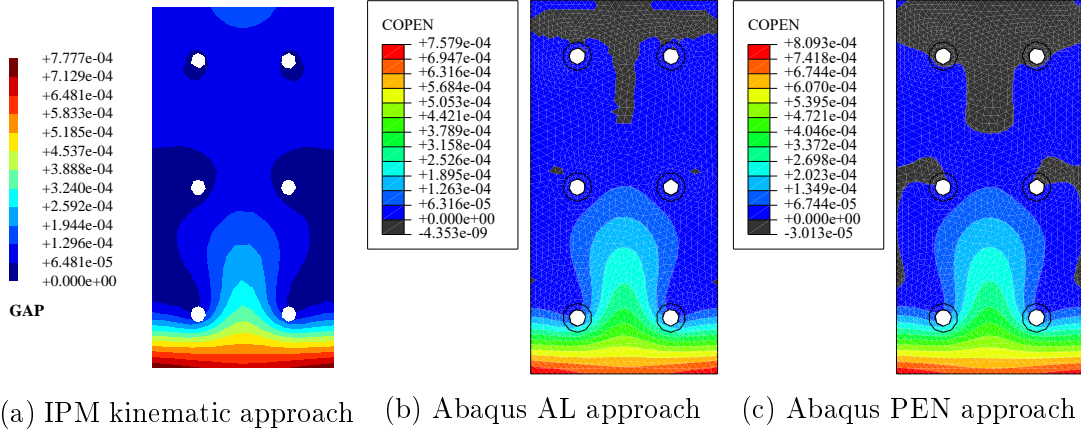 +7.777e-04
+7.129e-04
+6.481e-04
+5.833e-04
+5.185e-04
+4.537e-04
+3.888e-04
+3.240e-04
+2.592e-04
+1.944e-04
+1.296e-04
+6.481e-05
+0.000e+00
GAP
COPEN
+7.579e-04
+6.947e-04
+6.316e-04
+5.684e-04
+5.053e-04
+4.421e-04
+3.789e-04
+3.158e-04
+2.526e-04
+1.895e-04
+1.263e-04
+6.316e-05
+0.000e+00
-4.353e-09
COPEN
+8.093e-04
+7.418e-04
+6.744e-04
+6.070e-04
+5.395e-04
+4.721e-04
+4.046e-04
+3.372e-04
+2.698e-04
+2.023e-04
+1.349e-04
+6.744e-05
+0.000e+00
-3.013e-05
(a) IPM kinematic approach
(b) Abaqus AL approach
(c) Abaqus PEN approach